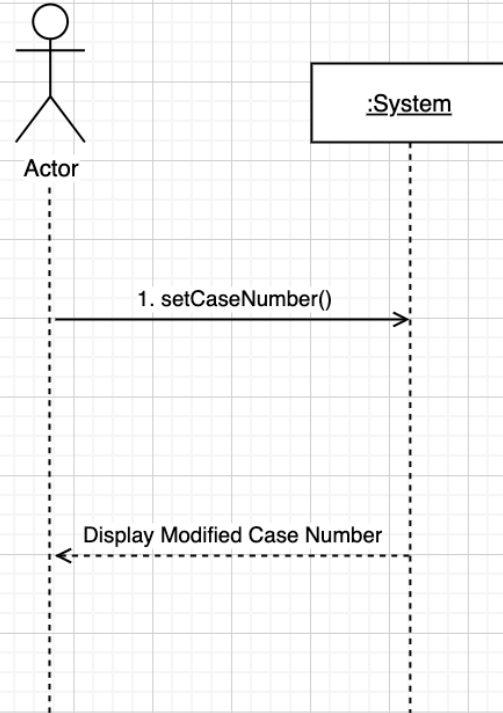 :System
Actor
1. setCaseNumber()
Display Modified Case Number